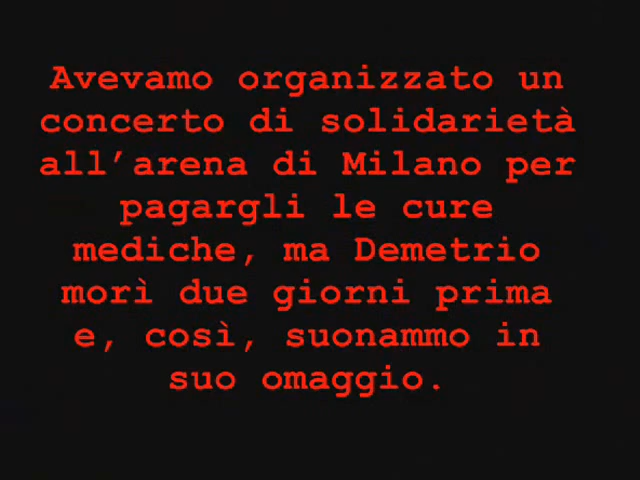 Avevamo organizzato un
concerto di solidarietà
all’arena di Milano per
pagargli le cure
mediche, ma Demetrio
morì due giorni prima
e, così, suonammo in
suo omaggio.